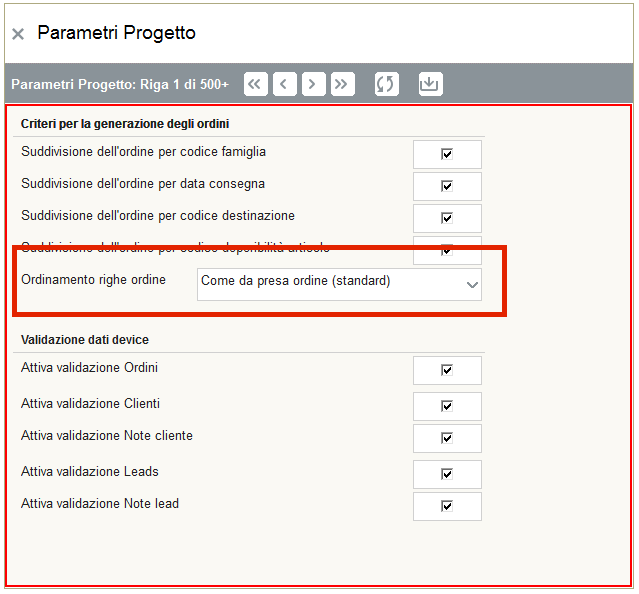 Parametri Progetto
Parametri Progetto: Riga 1 di 500+
Criteri per la generazione degli ordini
Suddivisione dell'ordine per codice famiglia
Suddivisione dell'ordine per data consegna
Suddivisione dell'ordine per codice destinazione
Suddivisione dell'ordine per codice deperibilità articolo
Ordinamento righe ordine Come da presa ordine (standard)
Validazione dati device
Attiva validazione Ordini
Attiva validazione Clienti
Attiva validazione Note cliente
Attiva validazione Leads
Attiva validazione Note lead